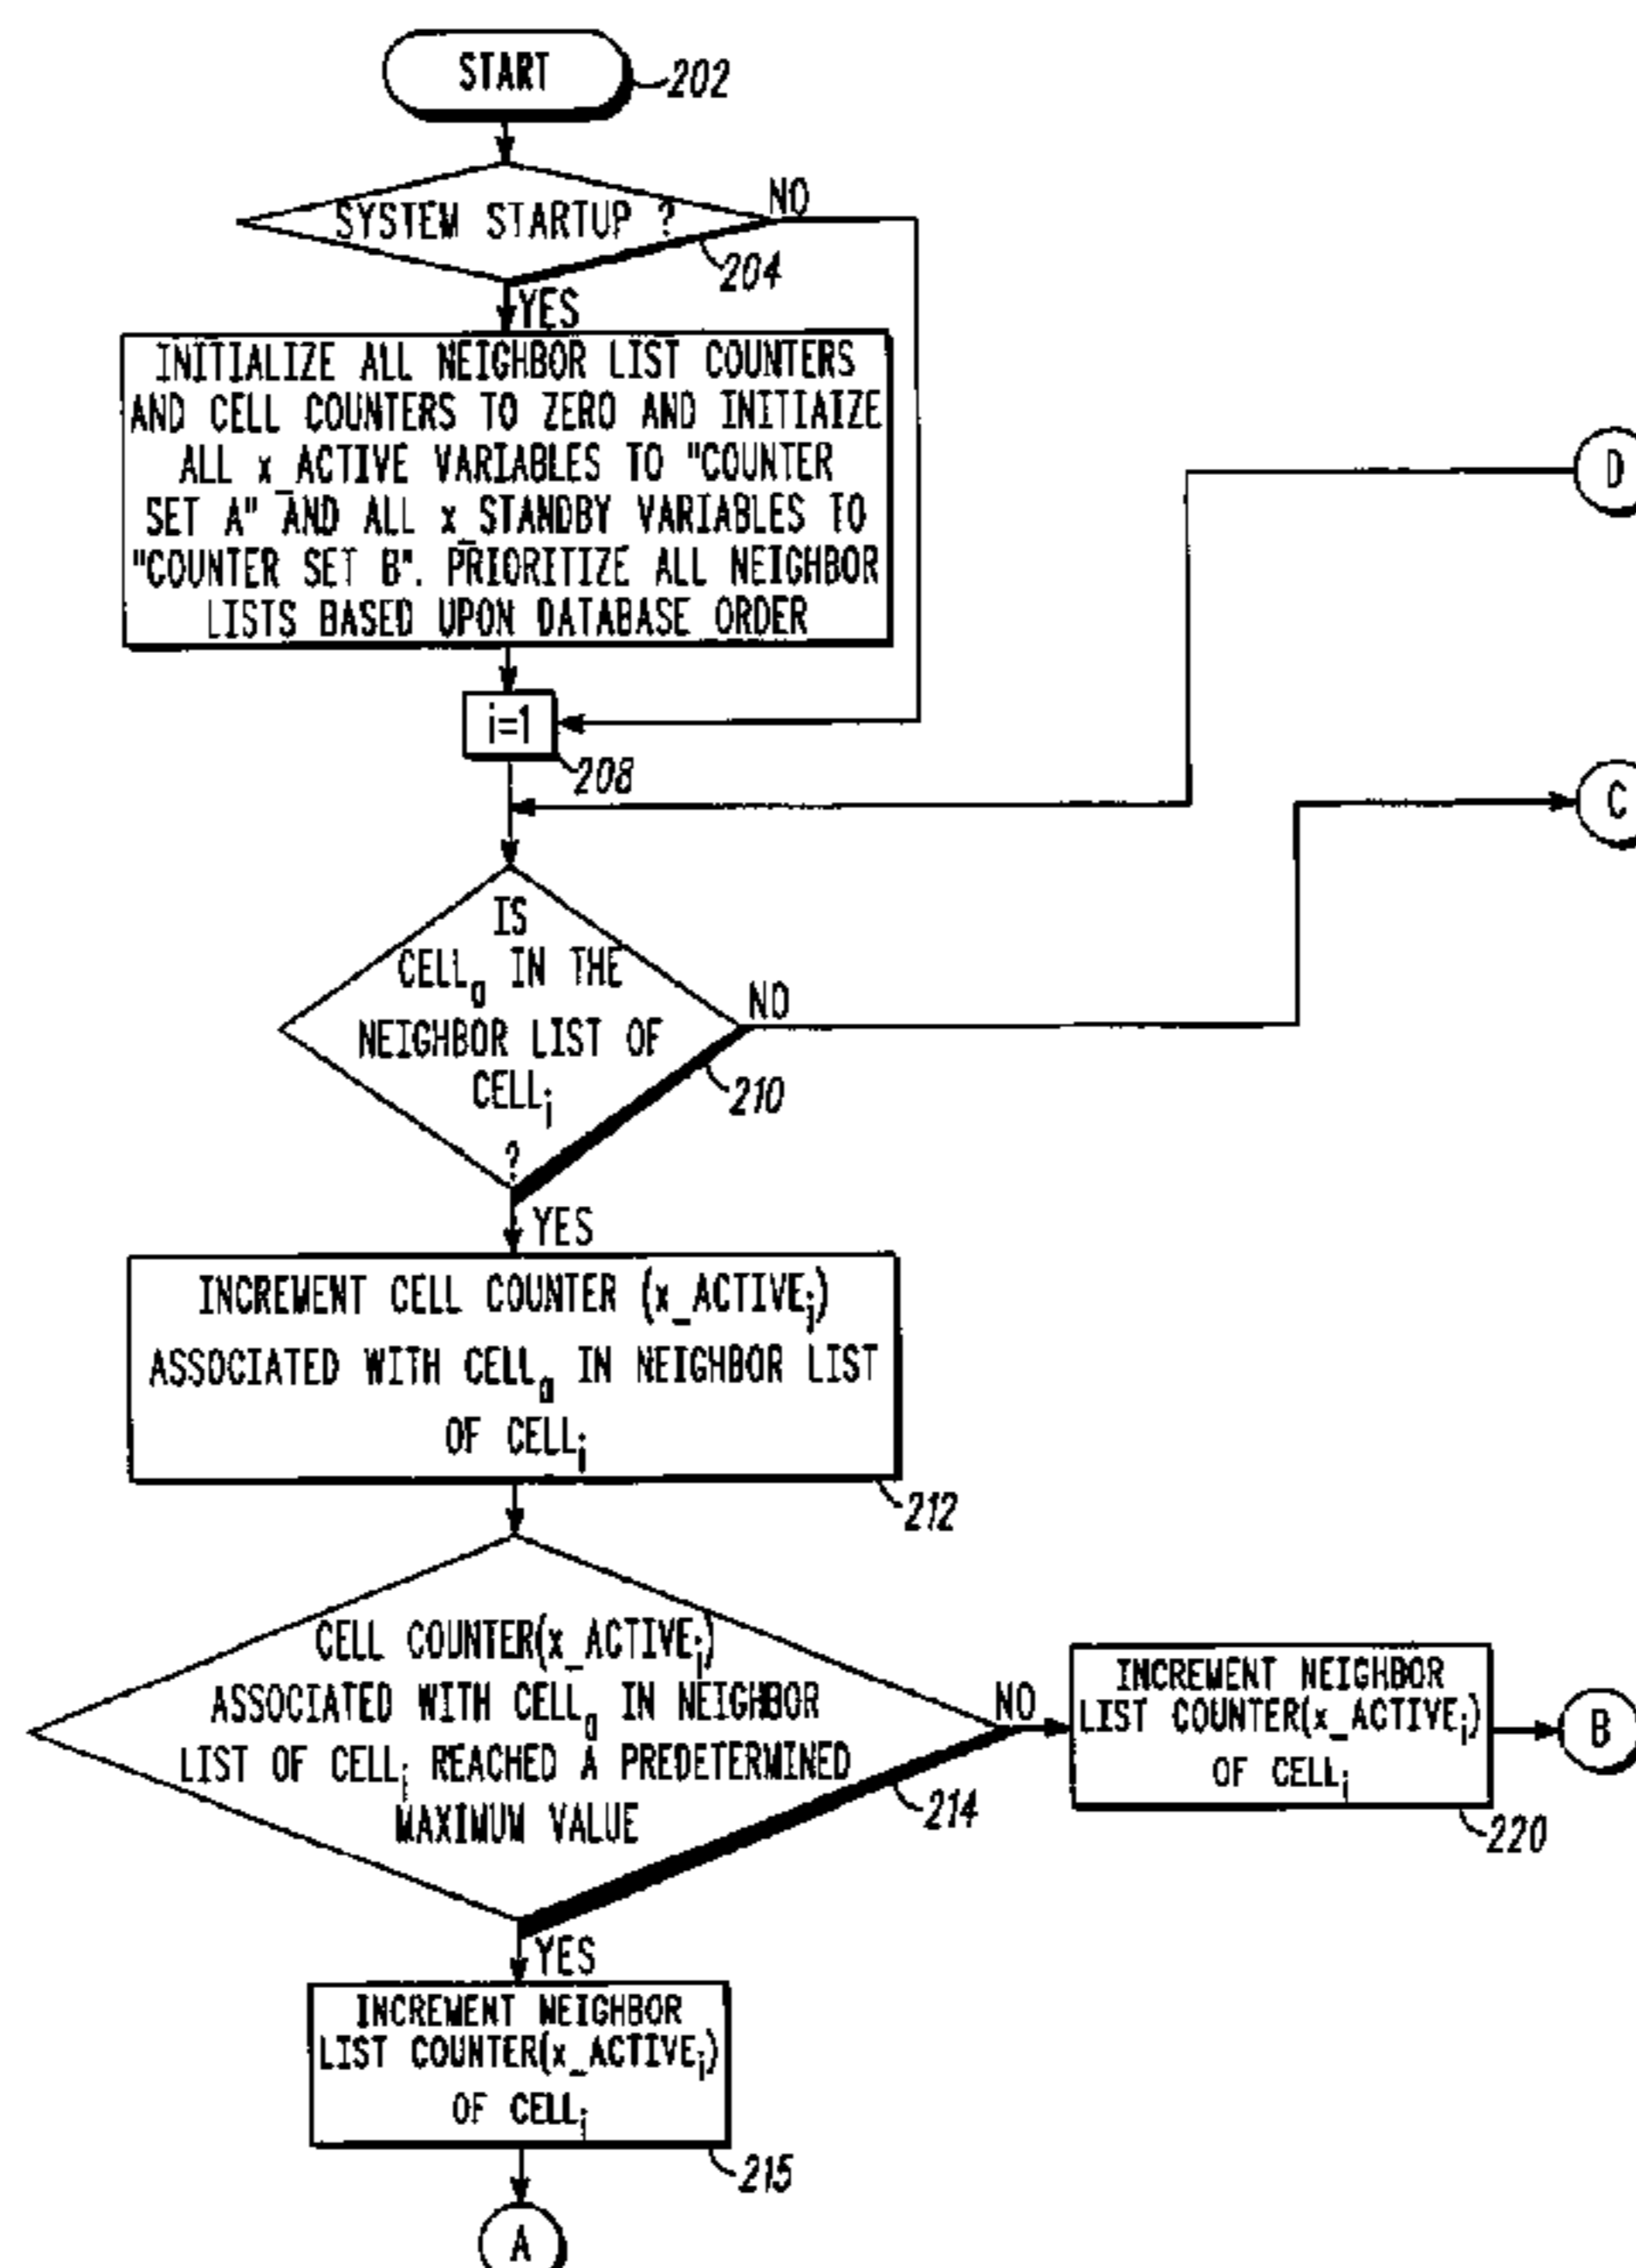 START
202
SYSTEM STARTUP ?
NO
204
YES
INITIALIZE ALL NEIGHBOR LIST COUNTERS
AND CELL COUNTERS TO ZERO AND INITIAIZE
ALL x_ACTIVE VARIABLES TO "COUNTER
SET A" AND ALL x_STANDBY VARIABLES TO
"COUNTER SET B". PRIORITIZE ALL NEIGHBOR
LISTS BASED UPON DATABASE ORDER
D
i=1
208
C
IS
CELLa IN THE
NEIGHBOR LIST OF
CELLi
?
NO
210
YES
INCREMENT CELL COUNTER (x_ACTIVEi)
ASSOCIATED WITH CELLa IN NEIGHBOR LIST
OF CELLi
212
CELL COUNTER(x_ACTIVEi)
ASSOCIATED WITH CELLa IN NEIGHBOR
LIST OF CELLi REACHED A PREDETERMINED
MAXIMUM VALUE
NO
214
INCREMENT NEIGHBOR
LIST COUNTER(x_ACTIVEi)
OF CELLi
220
B
YES
INCREMENT NEIGHBOR
LIST COUNTER(x_ACTIVEi)
OF CELLi
215
A